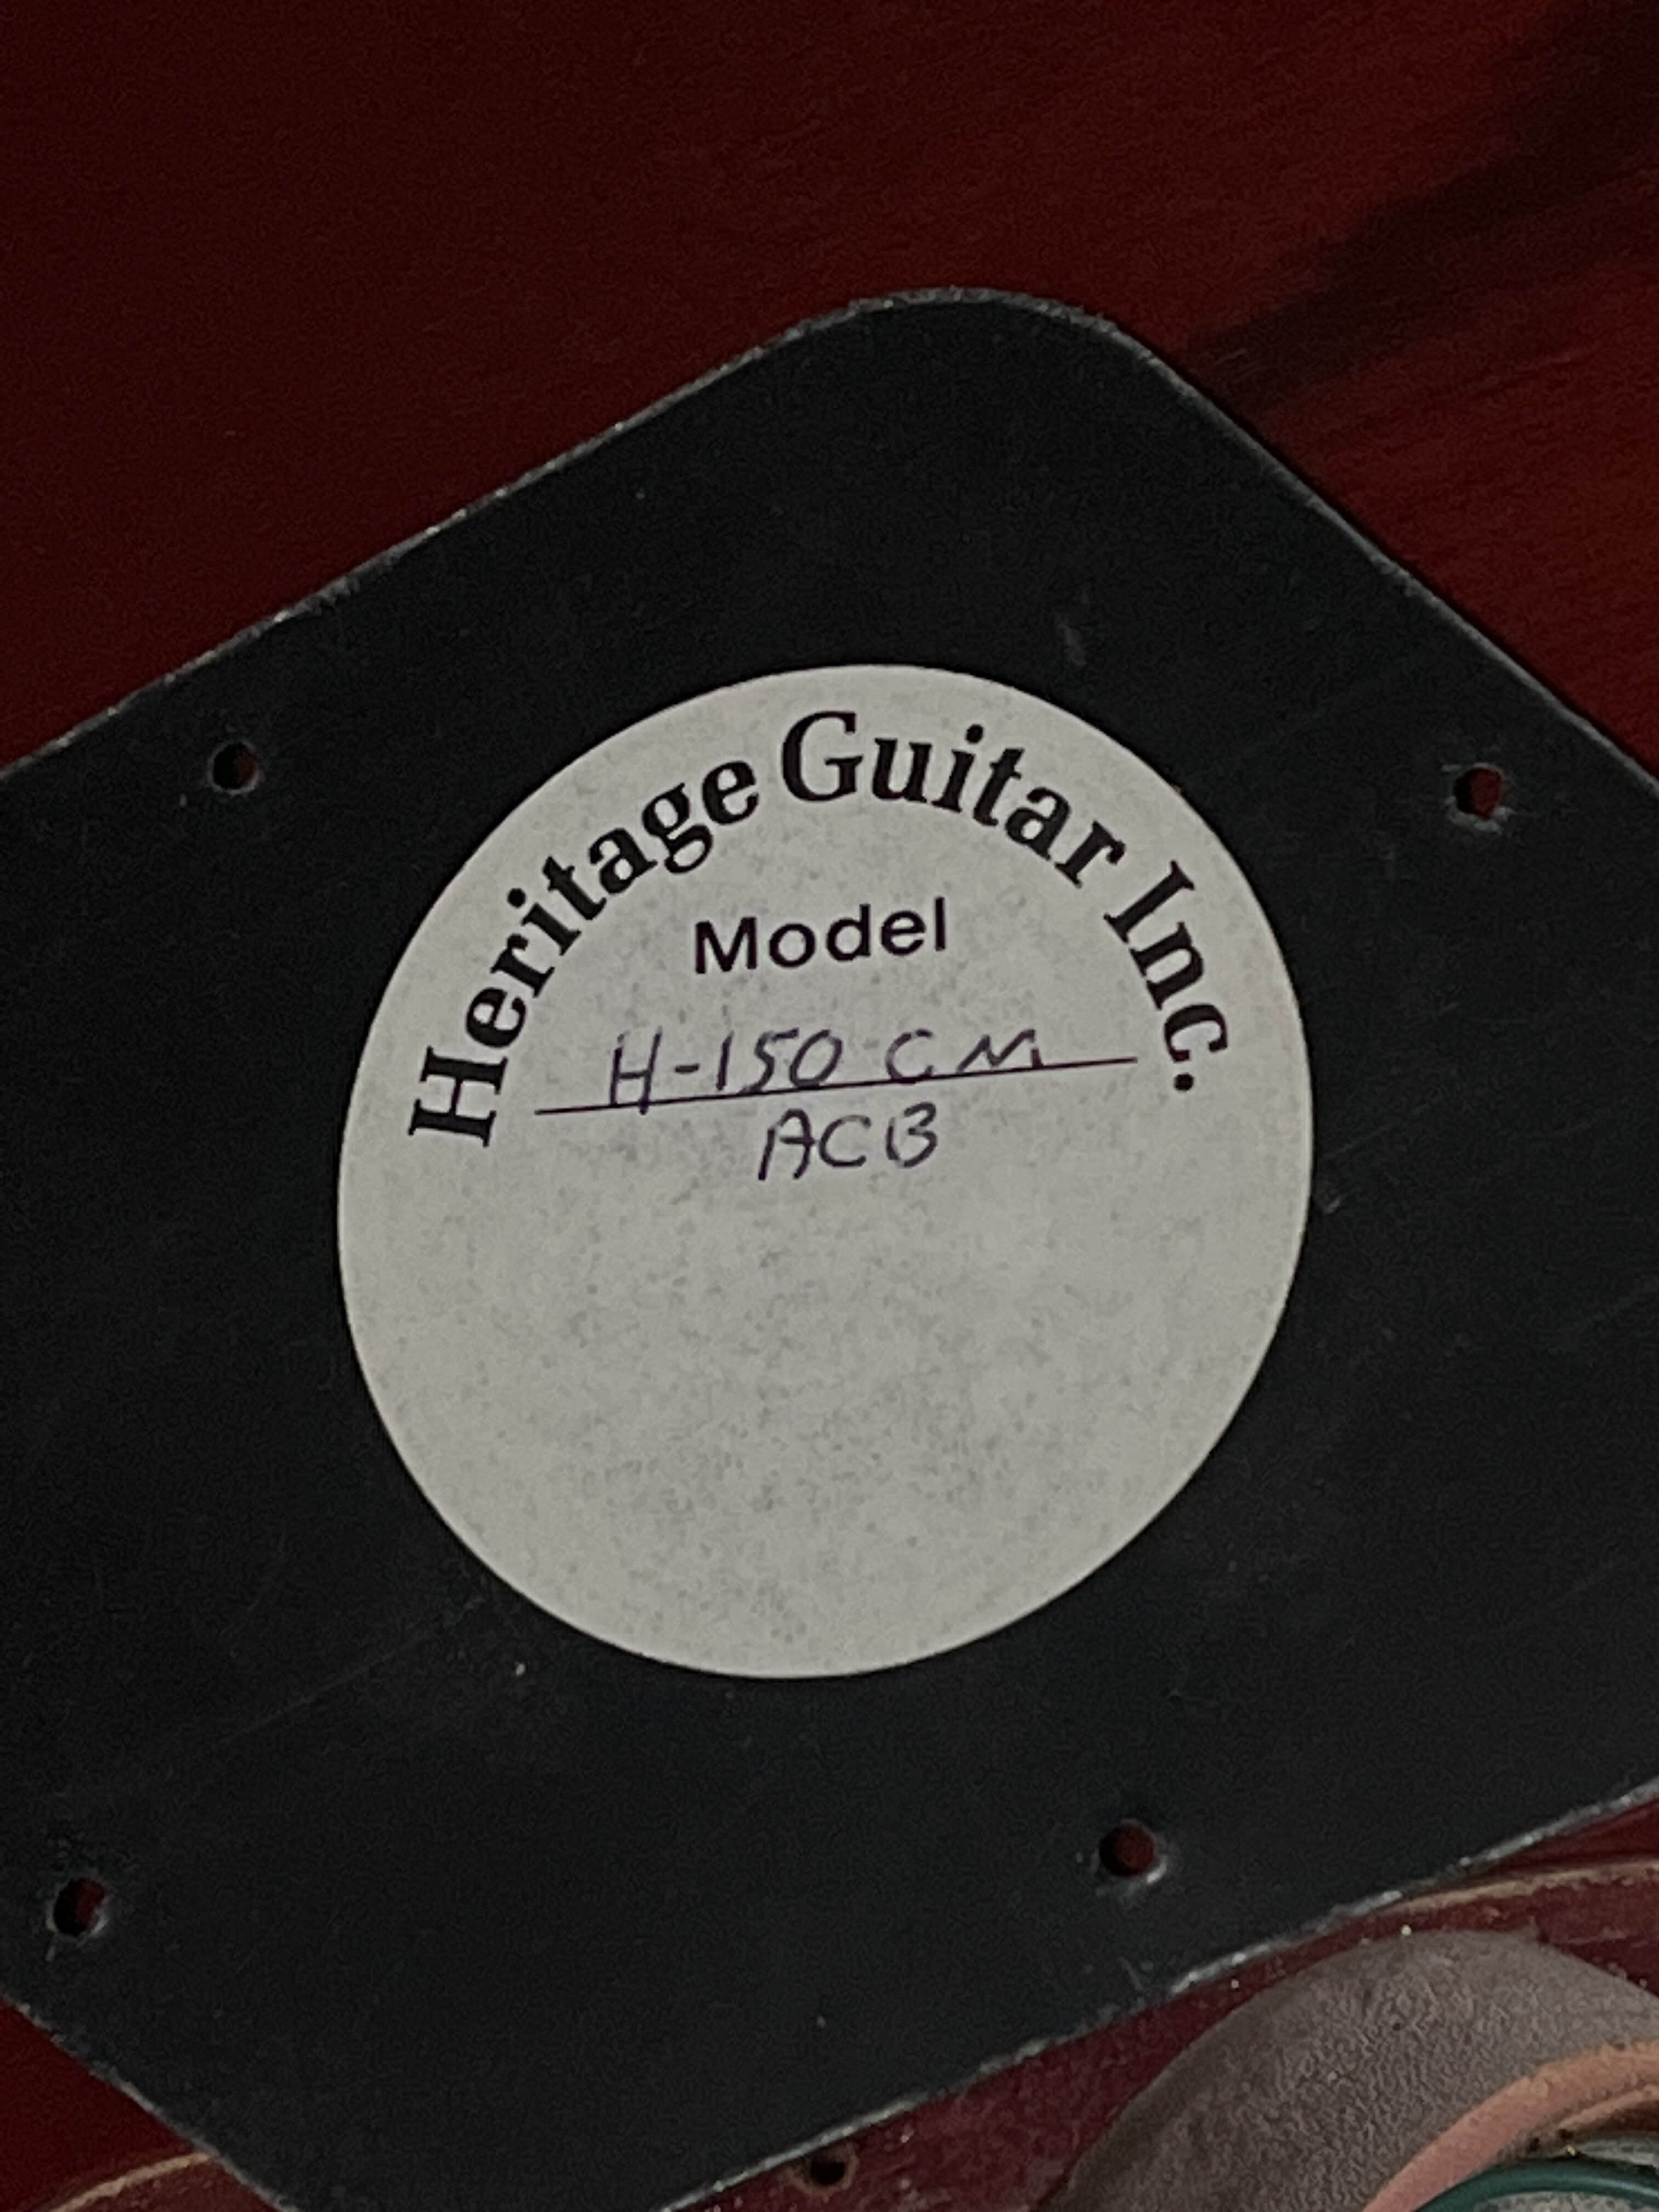 Heritage Guitar Inc.
Model
H-150 CM
ACB